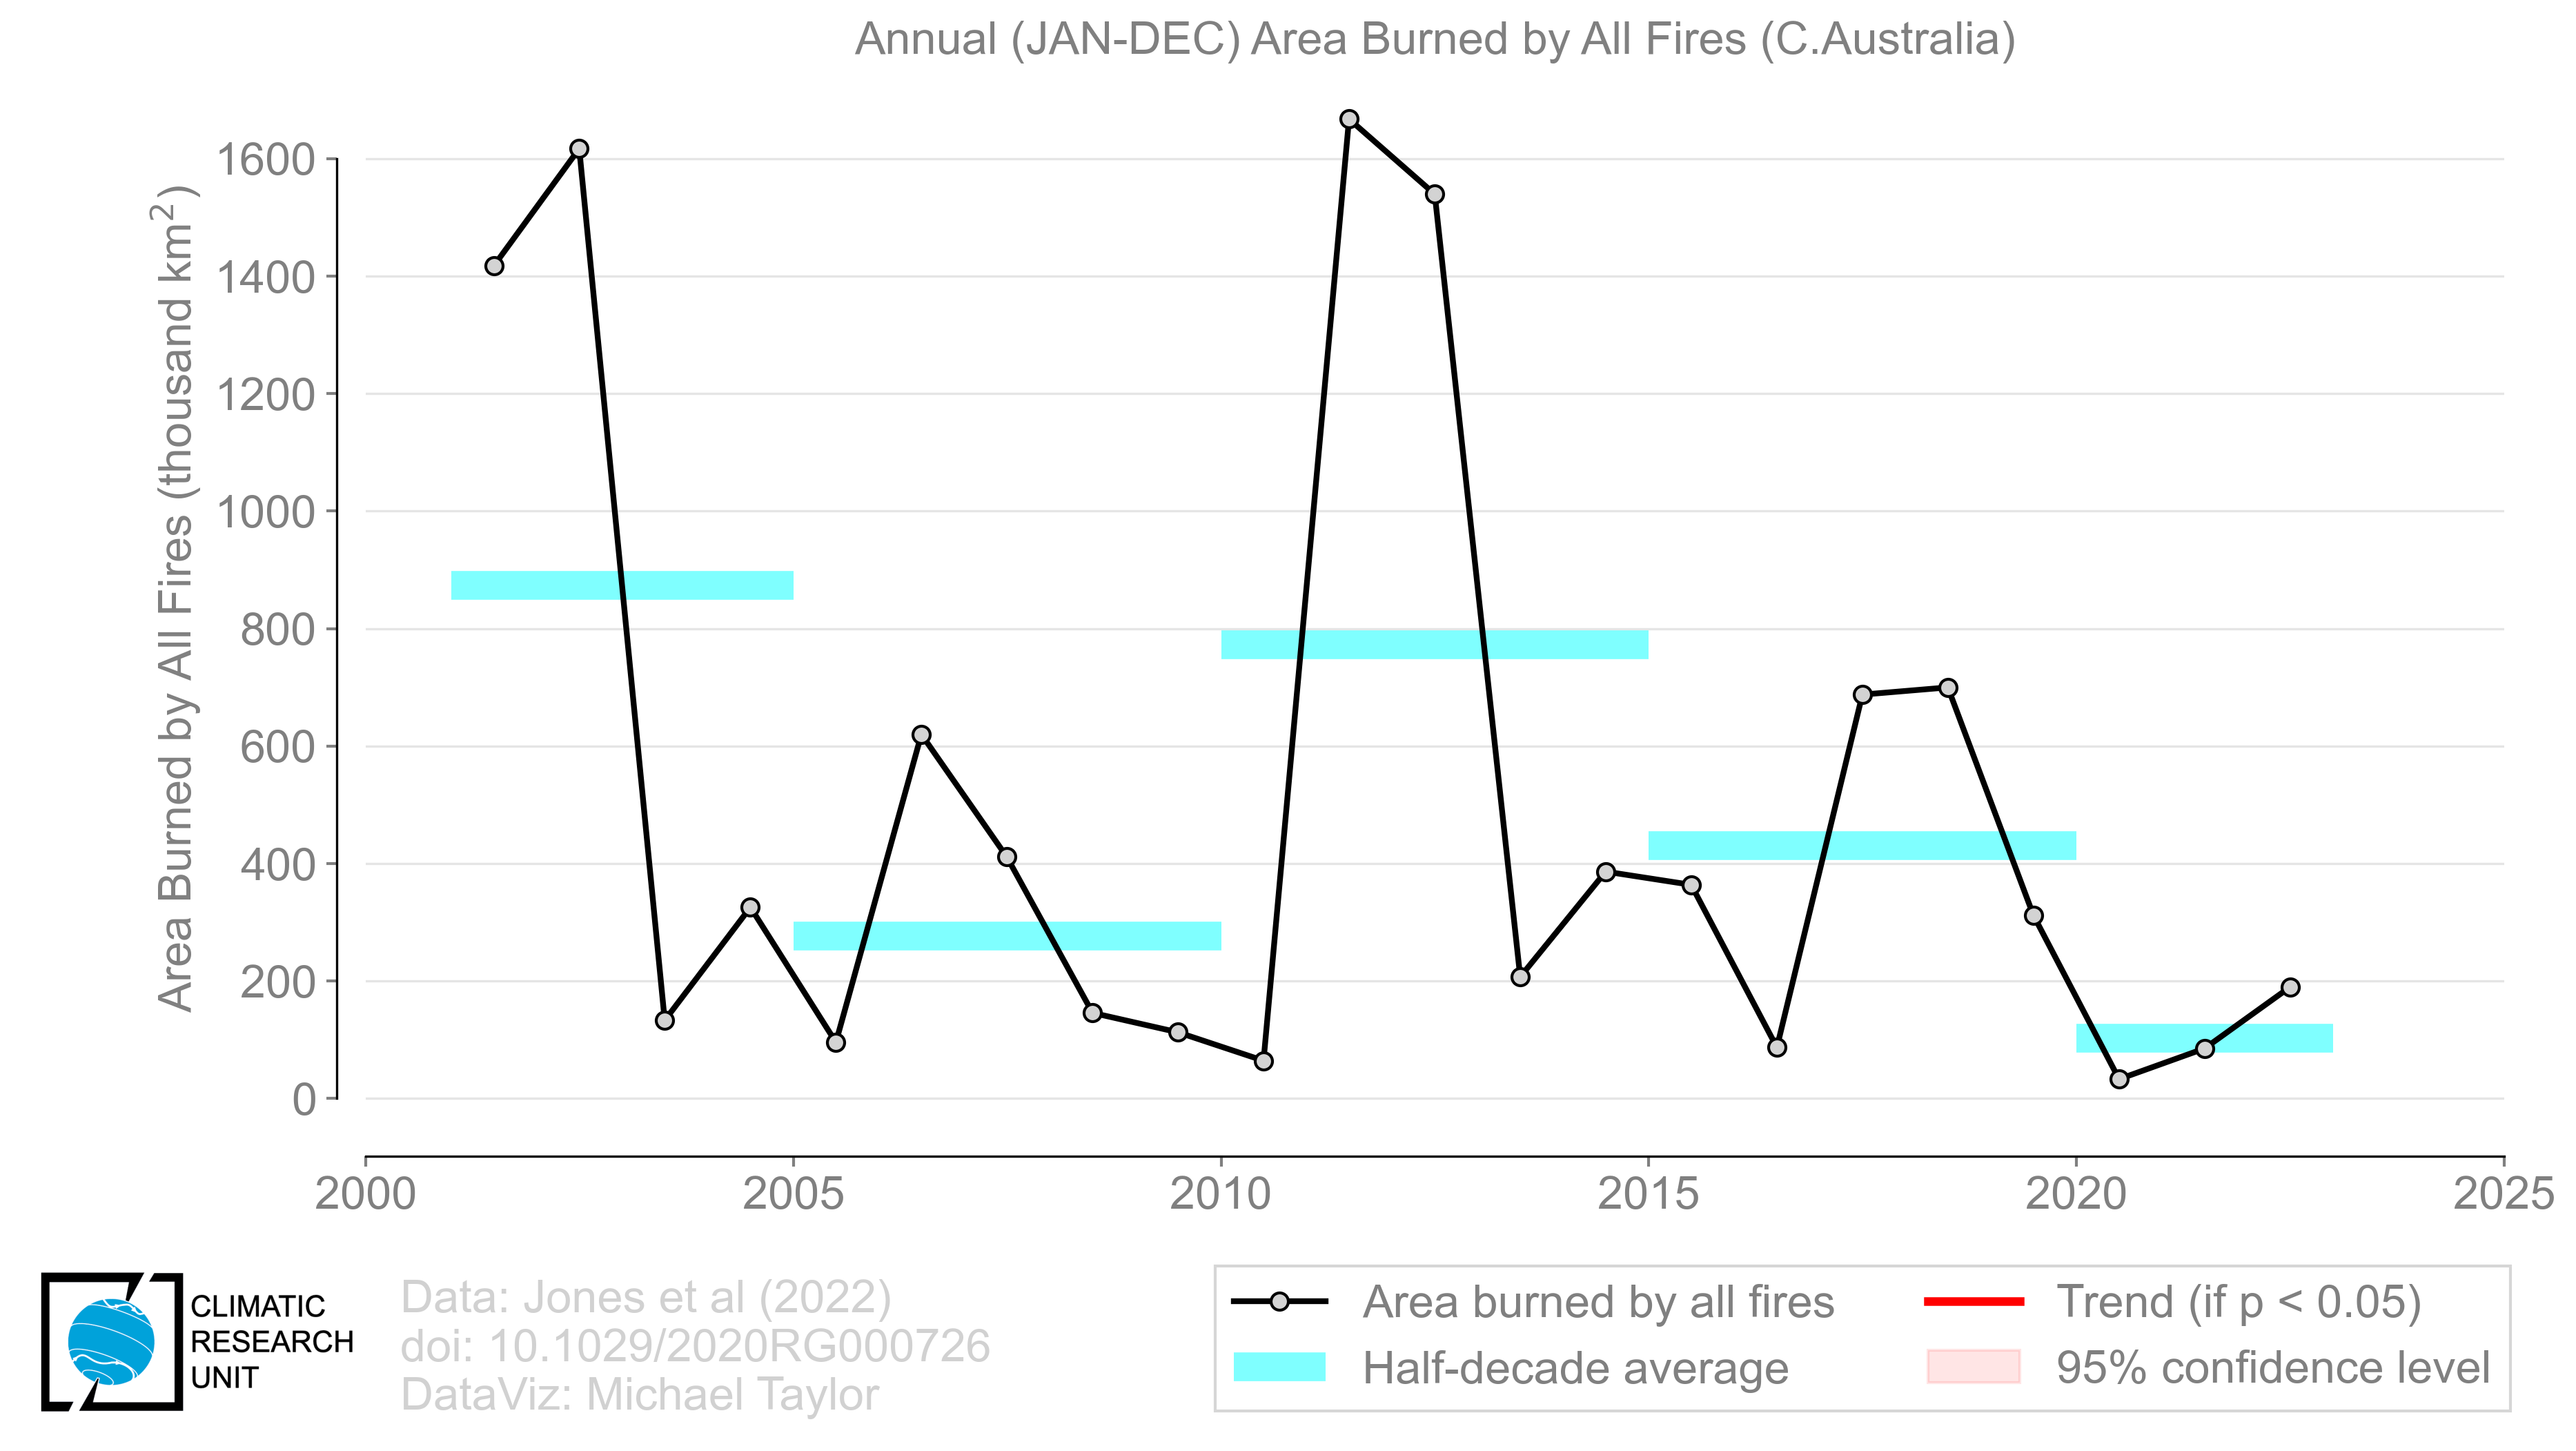 Annual (JAN-DEC) Area Burned by All Fires (C.Australia)
Area Burned by All Fires (thousand km²)
1600
1400
1200
1000
800
600
400
200
0
2000 2005 2010 2015 2020 2025
CLIMATIC
RESEARCH
UNIT
Data: Jones et al (2022)
doi: 10.1029/2020RG000726
DataViz: Michael Taylor
Area burned by all fires
Half-decade average
Trend (if p < 0.05)
95% confidence level